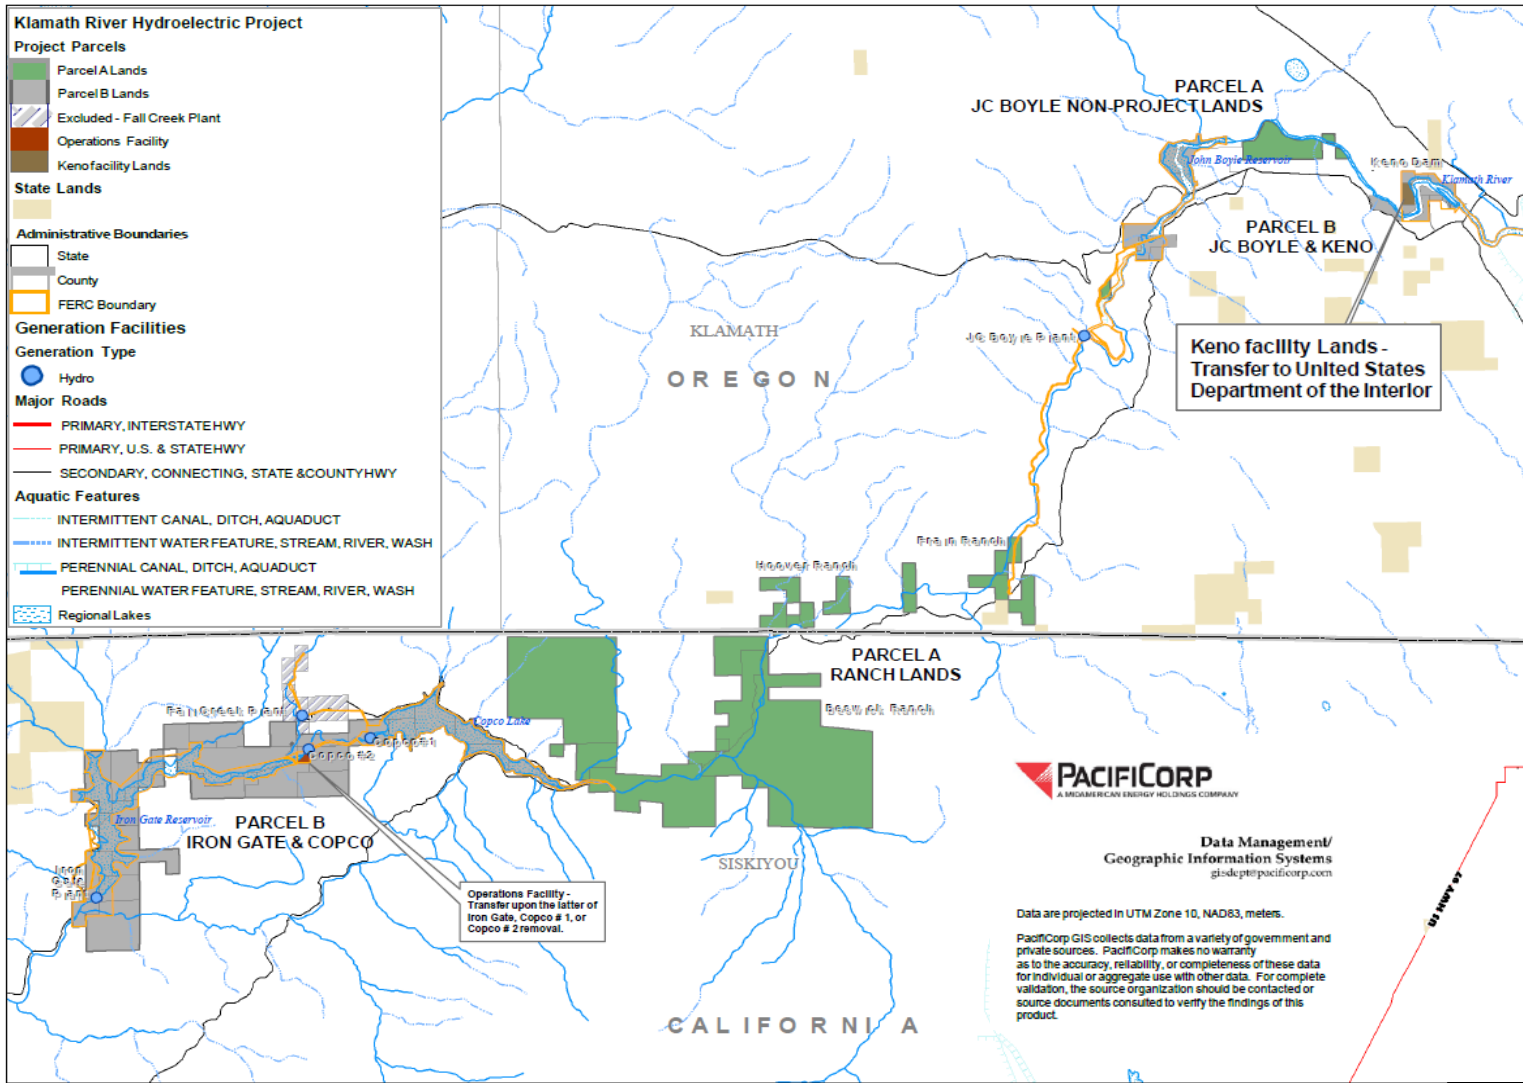 Klamath River Hydroelectric Project
Project Parcels
Parcel A Lands
Parcel B Lands
Excluded - Fall Creek Plant
Operations Facility
Keno facility Lands
State Lands
Administrative Boundaries
State
County
FERC Boundary
Generation Facilities
Generation Type
Hydro
Major Roads
PRIMARY, INTERSTATE HWY
PRIMARY, U.S. & STATE HWY
SECONDARY, CONNECTING, STATE & COUNTY HWY
Aquatic Features
INTERMITTENT CANAL, DITCH, AQUADUCT
INTERMITTENT WATER FEATURE, STREAM, RIVER, WASH
PERENNIAL CANAL, DITCH, AQUADUCT
PERENNIAL WATER FEATURE, STREAM, RIVER, WASH
Regional Lakes
PARCEL A
JC BOYLE NON-PROJECT LANDS
John Boyle Reservoir
Keno Dam
Klamath River
PARCEL B
JC BOYLE & KENO
KLAMATH
JC Boyle Plant
OREGON
Keno facility Lands -
Transfer to United States
Department of the Interior
Frain Ranch
Hoover Ranch
PARCEL A
RANCH LANDS
Beswick Ranch
Fall Creek Plant
Copco Lake
Copco #1
Copco #2
Iron Gate Reservoir
PARCEL B
IRON GATE & COPCO
Iron
Gate
Plant
SISKIYOU
Operations Facility -
Transfer upon the latter of
Iron Gate, Copco # 1, or
Copco # 2 removal.
CALIFORNIA
PACIFICORP
A MIDAMERICAN ENERGY HOLDINGS COMPANY
Data Management/
Geographic Information Systems
gisdept@pacificorp.com
Data are projected in UTM Zone 10, NAD83, meters.
PacifiCorp GIS collects data from a variety of government and
private sources. PacifiCorp makes no warranty
as to the accuracy, reliability, or completeness of these data
for individual or aggregate use with other data. For complete
validation, the source organization should be contacted or
source documents consulted to verify the findings of this
product.
US HWY 97